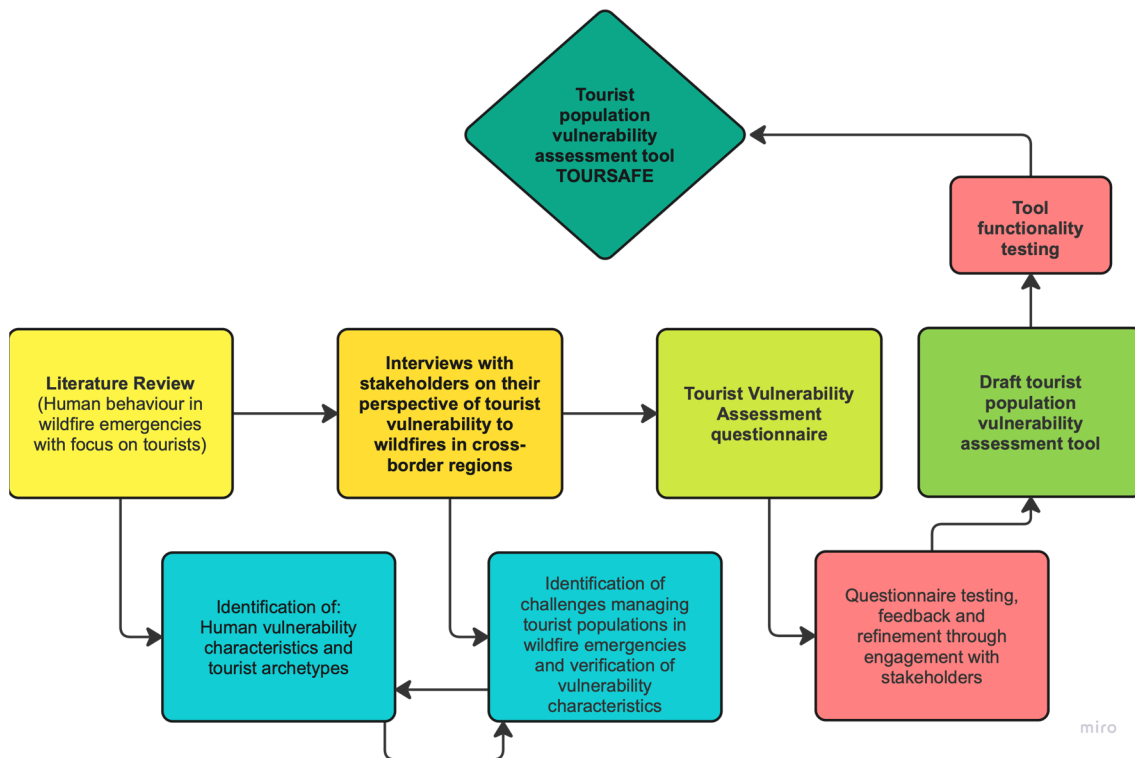 Tourist
population
vulnerability
assessment tool
TOURSAFE
Tool
functionality
testing
Literature Review
(Human behaviour in
wildfire emergencies
with focus on tourists)
Interviews with
stakeholders on their
perspective of tourist
vulnerability to
wildfires in cross-
border regions
Tourist Vulnerability
Assessment
questionnaire
Draft tourist
population
vulnerability
assessment tool
Identification of:
Human vulnerability
characteristics and
tourist archetypes
Identification of
challenges managing
tourist populations in
wildfire emergencies
and verification of
vulnerability
characteristics
Questionnaire testing,
feedback and
refinement through
engagement with
stakeholders
miro